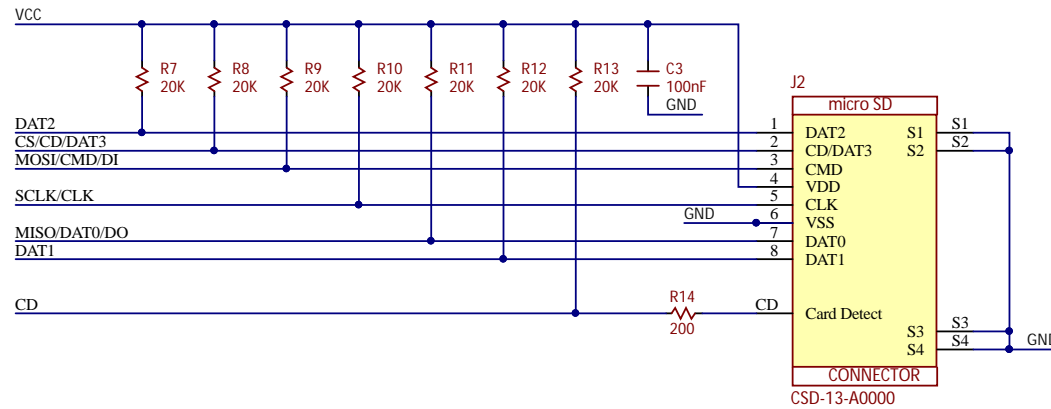 VCC
R7 R8 R9 R10 R11 R12 R13 C3
20K 20K 20K 20K 20K 20K 20K 100nF
GND
J2
micro SD
DAT2 1 DAT2 S1 S1
CS/CD/DAT3 2 CD/DAT3 S2 S2
MOSI/CMD/DI 3 CMD
4 VDD
SCLK/CLK 5 CLK
GND 6 VSS
MISO/DAT0/DO 7 DAT0
DAT1 8 DAT1
CD R14 CD Card Detect
200
S3 S3
S4 S4 GND
CONNECTOR
CSD-13-A0000